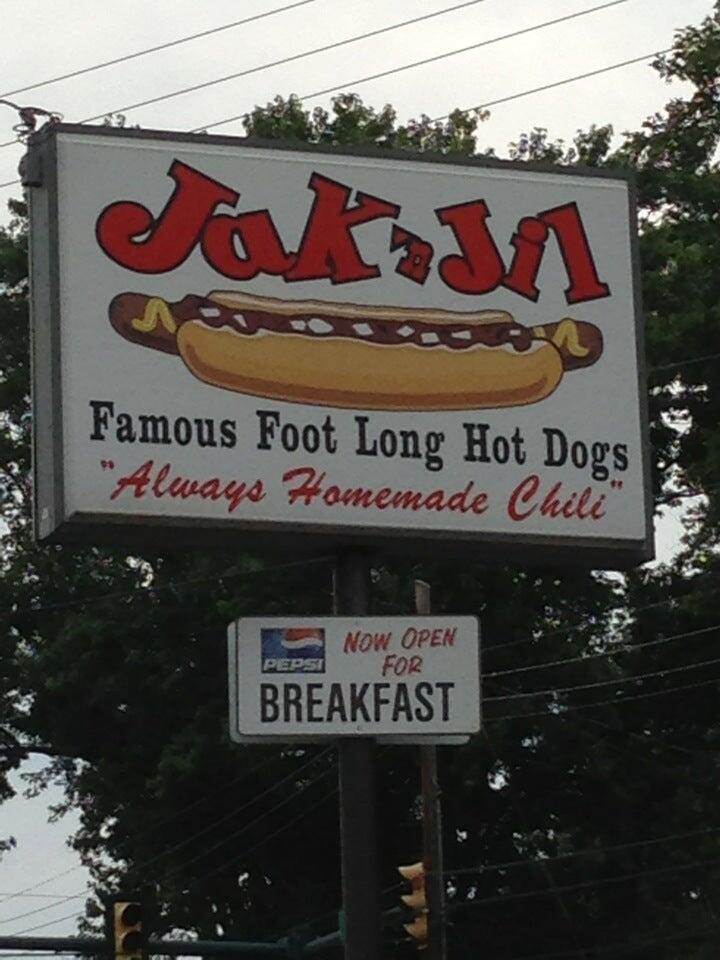 Jak 'n Jil
Famous Foot Long Hot Dogs
"Always Homemade Chili"
PEPSI
NOW OPEN
FOR
BREAKFAST